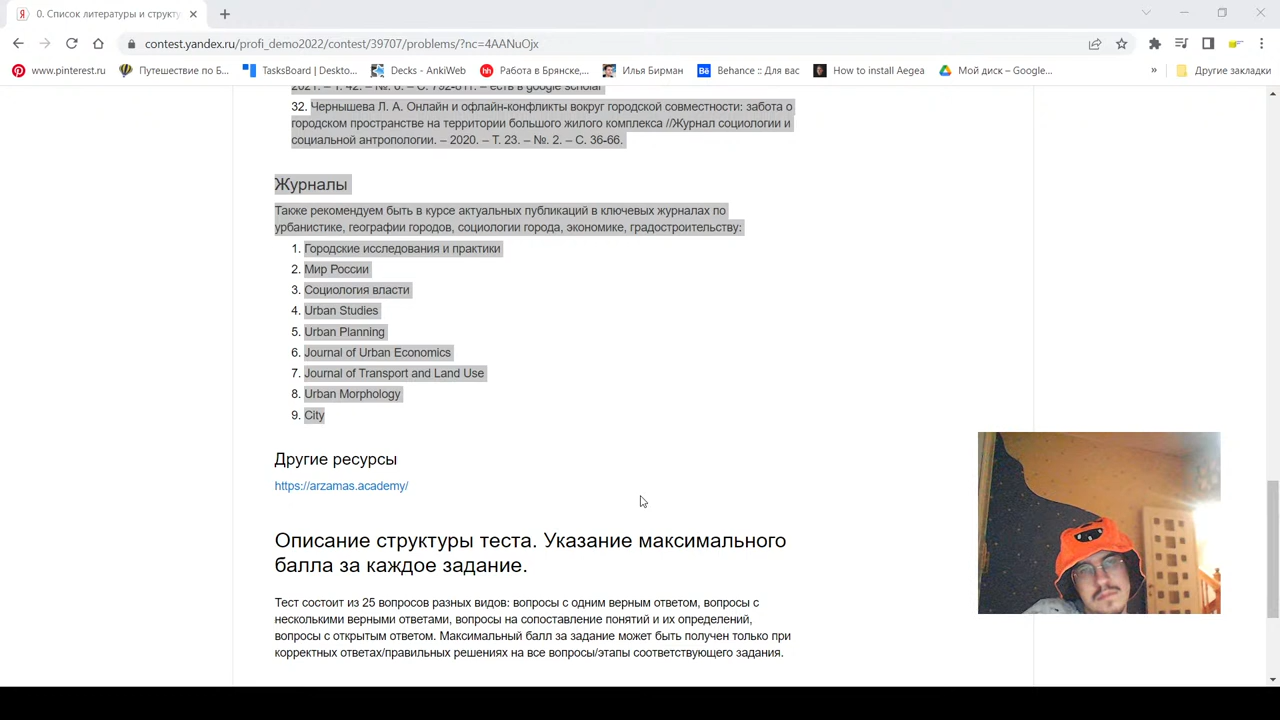 0. Список литературы и структу
contest.yandex.ru/profi_demo2022/contest/39707/problems/?nc=4AANuOjx
www.pinterest.ru
Путешествие по Б...
TasksBoard | Deskto...
Decks - AnkiWeb
Работа в Брянске,...
Илья Бирман
Behance :: Для вас
How to install Aegea
Мой диск – Google...
»
Другие закладки
2021. – Т. 42. – №. 6. – С. 792-811. – есть в google scholar
32. Чернышева Л. А. Онлайн и офлайн-конфликты вокруг городской совместности: забота о
городском пространстве на территории большого жилого комплекса //Журнал социологии и
социальной антропологии. – 2020. – Т. 23. – №. 2. – С. 36-66.
Журналы
Также рекомендуем быть в курсе актуальных публикаций в ключевых журналах по
урбанистике, географии городов, социологии города, экономике, градостроительству:
1. Городские исследования и практики
2. Мир России
3. Социология власти
4. Urban Studies
5. Urban Planning
6. Journal of Urban Economics
7. Journal of Transport and Land Use
8. Urban Morphology
9. City
Другие ресурсы
https://arzamas.academy/
Описание структуры теста. Указание максимального
балла за каждое задание.
Тест состоит из 25 вопросов разных видов: вопросы с одним верным ответом, вопросы с
несколькими верными ответами, вопросы на сопоставление понятий и их определений,
вопросы с открытым ответом. Максимальный балл за задание может быть получен только при
корректных ответах/правильных решениях на все вопросы/этапы соответствующего задания.